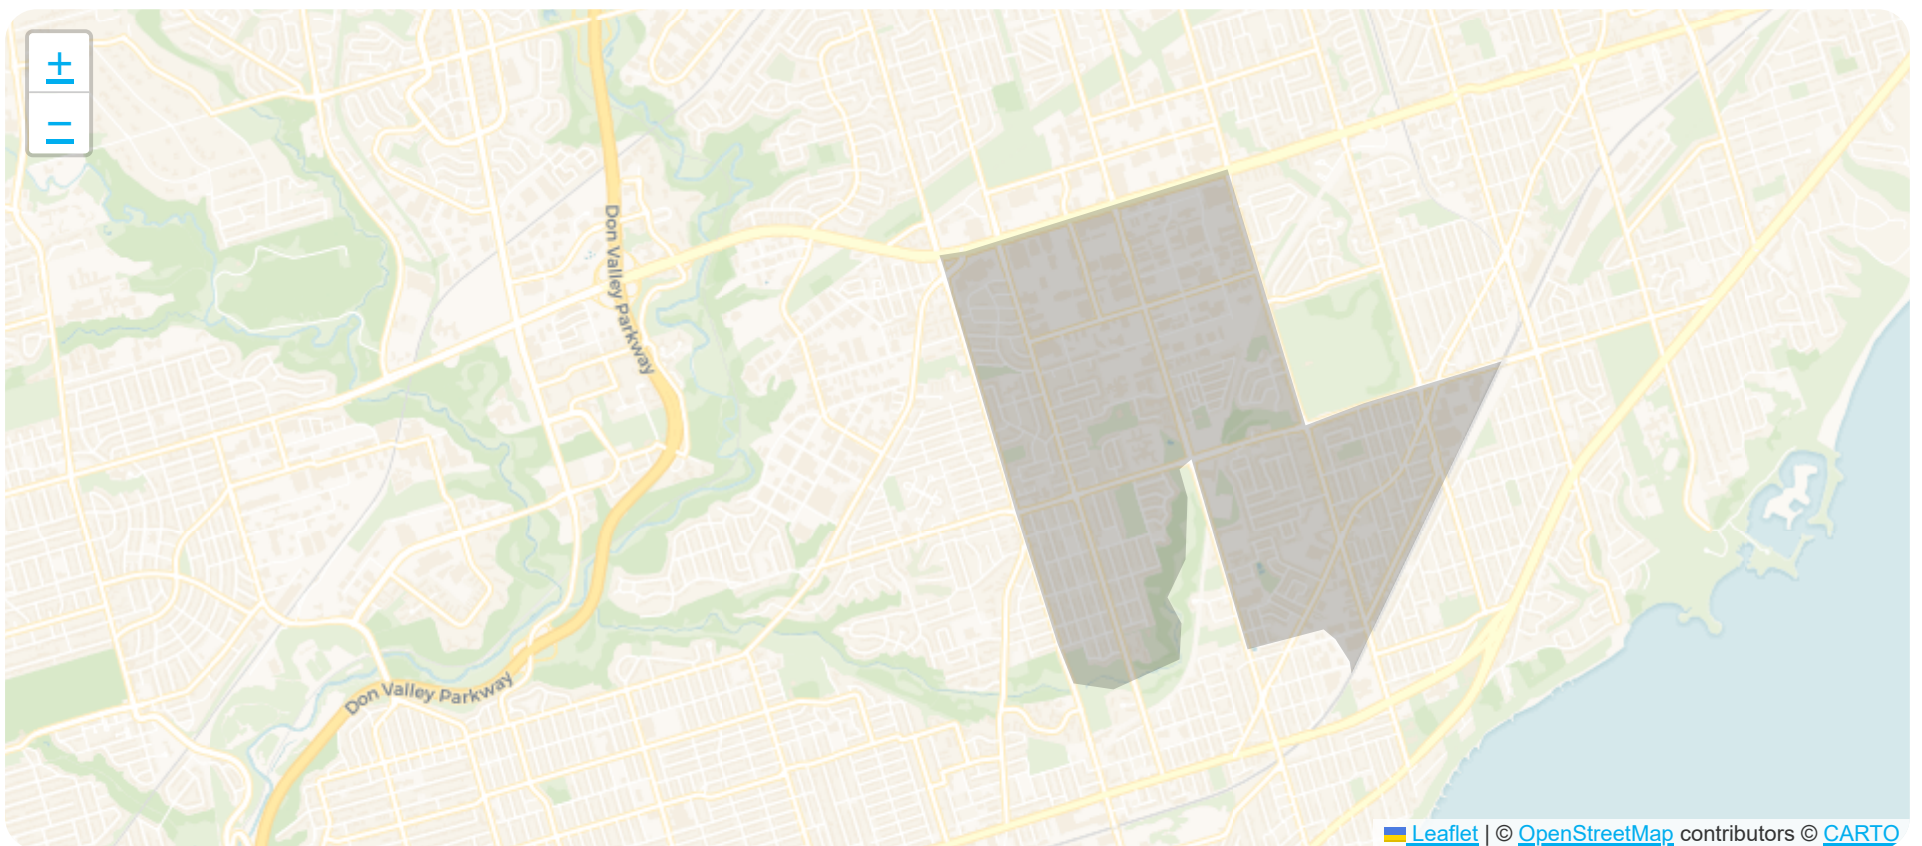 +
−
Don Valley Parkway
Don Valley Parkway
Leaflet | © OpenStreetMap contributors © CARTO